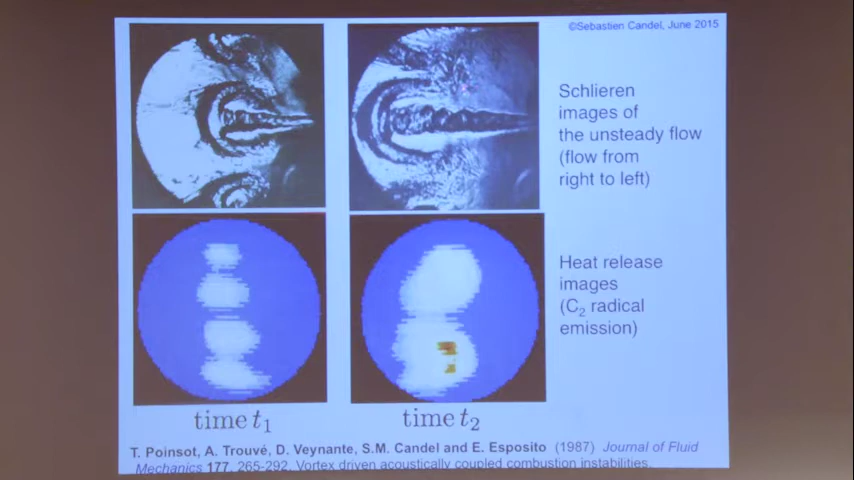 ©Sebastien Candel, June 2015
Schlieren
images of
the unsteady flow
(flow from
right to left)
Heat release
images
(C₂ radical
emission)
time t₁
time t₂
T. Poinsot, A. Trouvé, D. Veynante, S.M. Candel and E. Esposito (1987) Journal of Fluid
Mechanics 177, 265-292. Vortex driven acoustically coupled combustion instabilities.